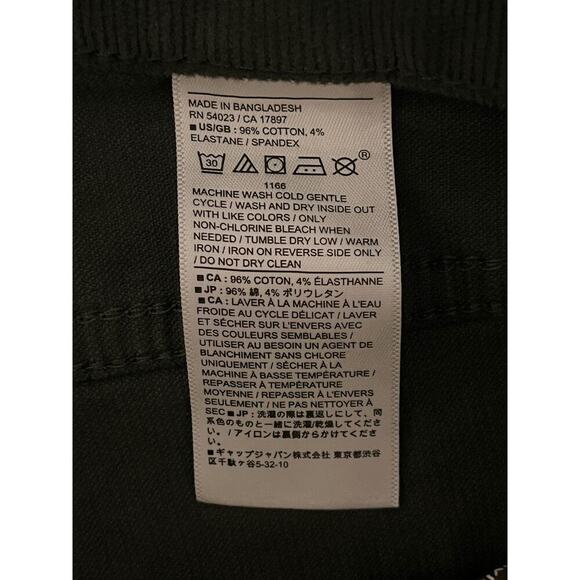 MADE IN BANGLADESH
RN 54023 / CA 17897
■ US/GB : 96% COTTON, 4%
ELASTANE / SPANDEX
30 ®
1166
MACHINE WASH COLD GENTLE
CYCLE / WASH AND DRY INSIDE OUT
WITH LIKE COLORS / ONLY
NON-CHLORINE BLEACH WHEN
NEEDED / TUMBLE DRY LOW / WARM
IRON / IRON ON REVERSE SIDE ONLY
/ DO NOT DRY CLEAN
■ CA : 96% COTON, 4% ÉLASTHANNE
■ JP : 96% 綿, 4% ポリウレタン
■ CA : LAVER À LA MACHINE À L'EAU
FROIDE AU CYCLE DÉLICAT / LAVER
ET SÉCHER SUR L'ENVERS AVEC
DES COULEURS SEMBLABLES /
UTILISER AU BESOIN UN AGENT DE
BLANCHIMENT SANS CHLORE
UNIQUEMENT / SÉCHER À LA
MACHINE À BASSE TEMPÉRATURE /
REPASSER À TEMPÉRATURE
MOYENNE / REPASSER À L'ENVERS
SEULEMENT / NE PAS NETTOYER À
SEC ■ JP : 洗濯の際は裏返しにして、同
系色のものと一緒に洗濯/乾燥してくださ
い。/ アイロンは裏側からかけてください。
■ ギャップジャパン株式会社 東京都渋谷
区千駄ヶ谷5-32-10